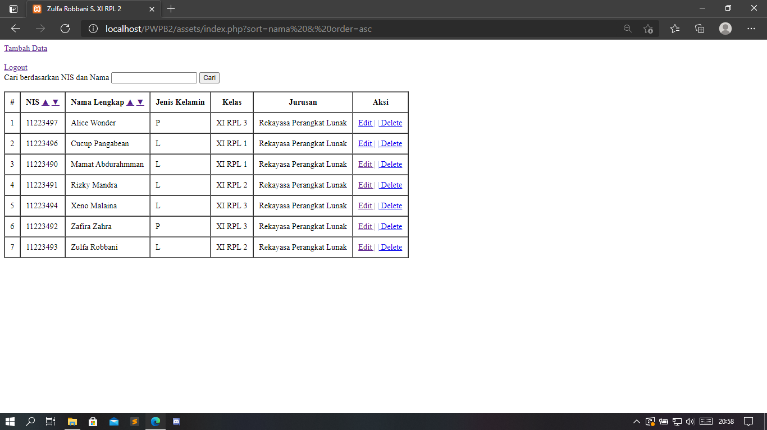 Zulfa Robbani S. XI RPL 2
localhost/PWPB2/assets/index.php?sort=nama%20&%20order=asc
Tambah Data
Logout
Cari berdasarkan NIS dan Nama Cari
# NIS ▲ ▼ Nama Lengkap ▲ ▼ Jenis Kelamin Kelas Jurusan Aksi
1 11223497 Alice Wonder P XI RPL 3 Rekayasa Perangkat Lunak Edit | | Delete
2 11223496 Cucup Pangabean L XI RPL 1 Rekayasa Perangkat Lunak Edit | | Delete
3 11223490 Mamat Abdurahmman L XI RPL 1 Rekayasa Perangkat Lunak Edit | | Delete
4 11223491 Rizky Mandra L XI RPL 2 Rekayasa Perangkat Lunak Edit | | Delete
5 11223494 Xeno Malaina L XI RPL 3 Rekayasa Perangkat Lunak Edit | | Delete
6 11223492 Zafira Zahra P XI RPL 3 Rekayasa Perangkat Lunak Edit | | Delete
7 11223493 Zulfa Robbani L XI RPL 2 Rekayasa Perangkat Lunak Edit | | Delete
20:58